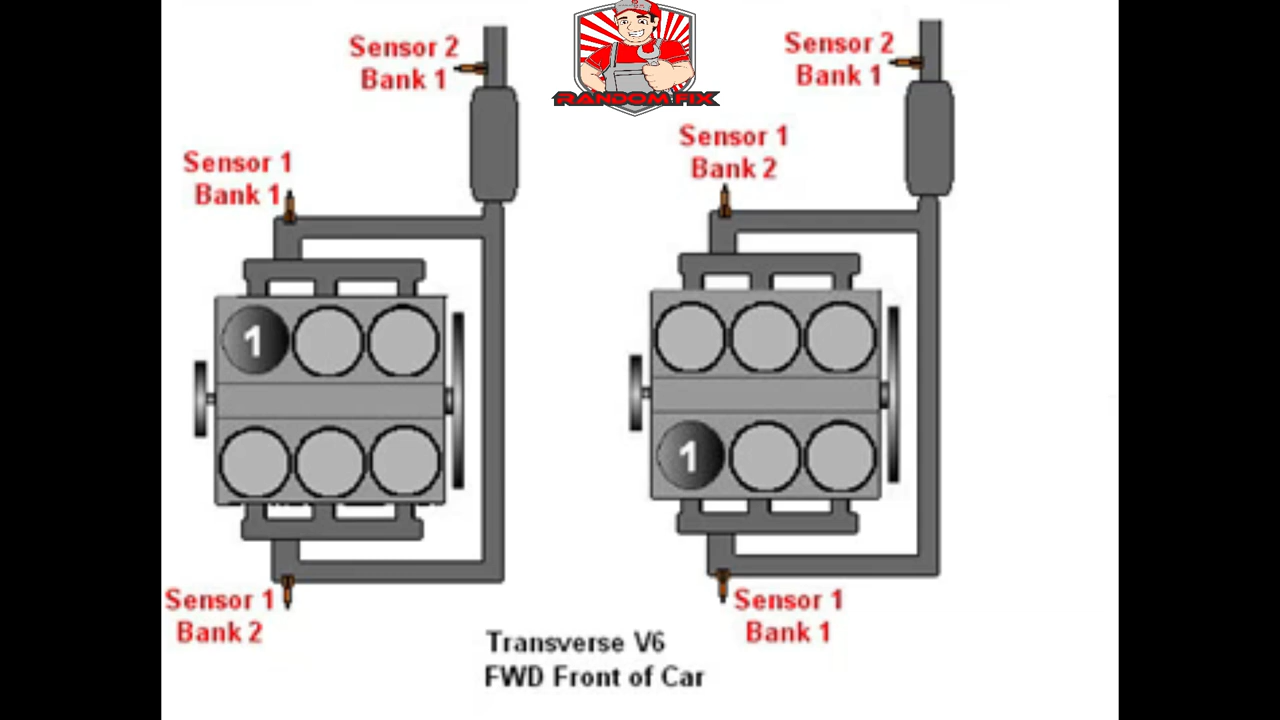 Sensor 2
Bank 1
Sensor 1
Bank 1
1
Sensor 1
Bank 2
RANDOM FIX
Sensor 2
Bank 1
Sensor 1
Bank 2
1
Sensor 1
Bank 1
Transverse V6
FWD Front of Car